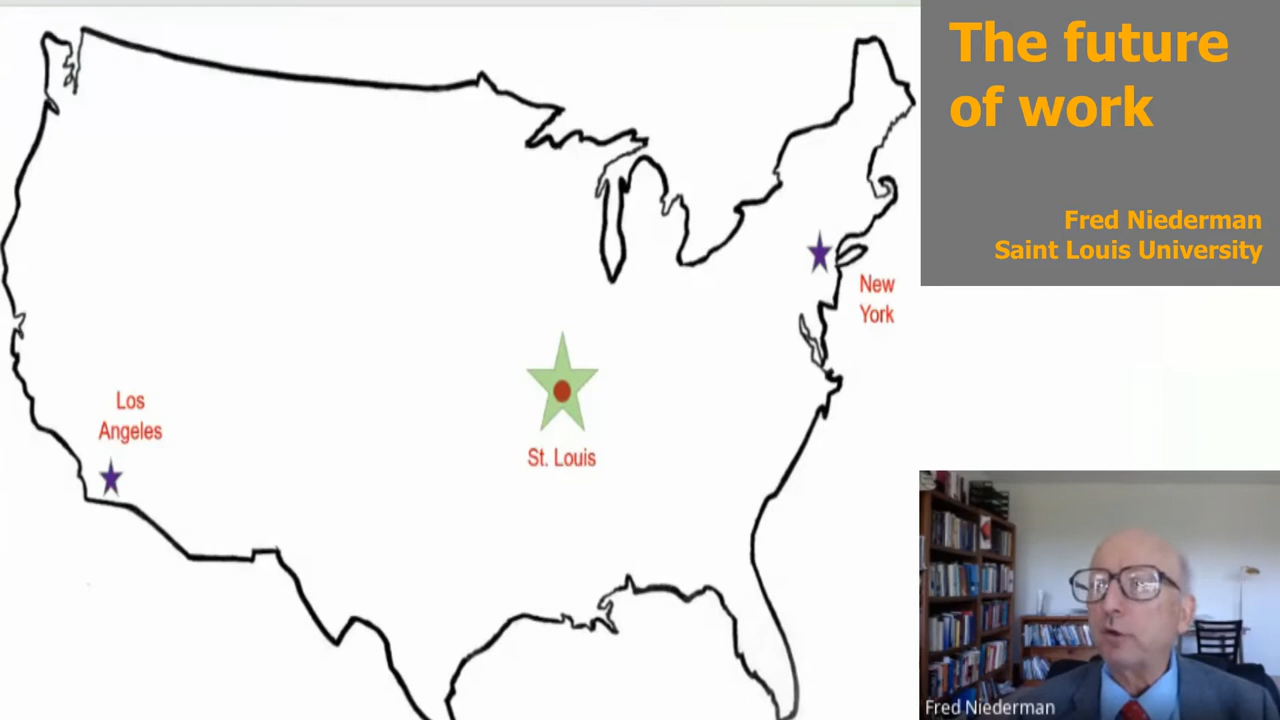 The future
of work
Fred Niederman
Saint Louis University
New
York
Los
Angeles
St. Louis
Fred Niederman